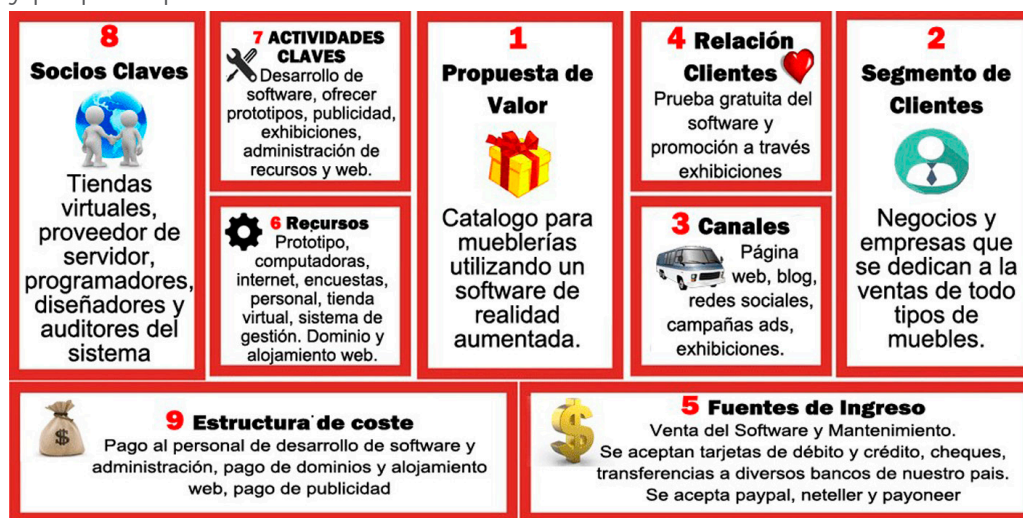 8
Socios Claves
Tiendas
virtuales,
proveedor de
servidor,
programadores,
diseñadores y
auditores del
sistema
7 ACTIVIDADES
CLAVES
Desarrollo de
software, ofrecer
prototipos, publicidad,
exhibiciones,
administración de
recursos y web.
6 Recursos
Prototipo,
computadoras,
internet, encuestas,
personal, tienda
virtual, sistema de
gestión. Dominio y
alojamiento web.
1
Propuesta de
Valor
Catalogo para
mueblerías
utilizando un
software de
realidad
aumentada.
4 Relación
Clientes
Prueba gratuita del
software y
promoción a través
exhibiciones
3 Canales
Página
web, blog,
redes sociales,
campañas ads,
exhibiciones.
2
Segmento de
Clientes
Negocios y
empresas que
se dedican a la
ventas de todo
tipos de
muebles.
9 Estructura de coste
$
Pago al personal de desarrollo de software y
administración, pago de dominios y alojamiento
web, pago de publicidad
5 Fuentes de Ingreso
$
Venta del Software y Mantenimiento.
Se aceptan tarjetas de débito y crédito, cheques,
transferencias a diversos bancos de nuestro pais.
Se acepta paypal, neteller y payoneer